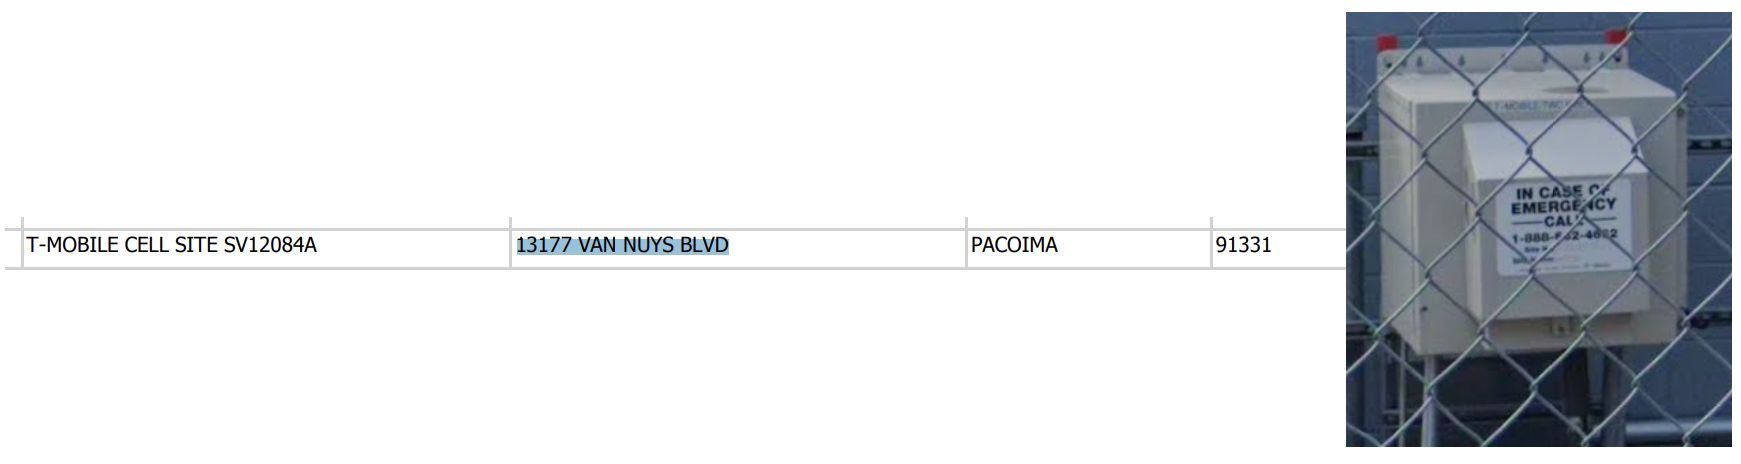 T-MOBILE CELL SITE SV12084A 13177 VAN NUYS BLVD PACOIMA 91331
IN CASE OF
EMERGENCY
CALL